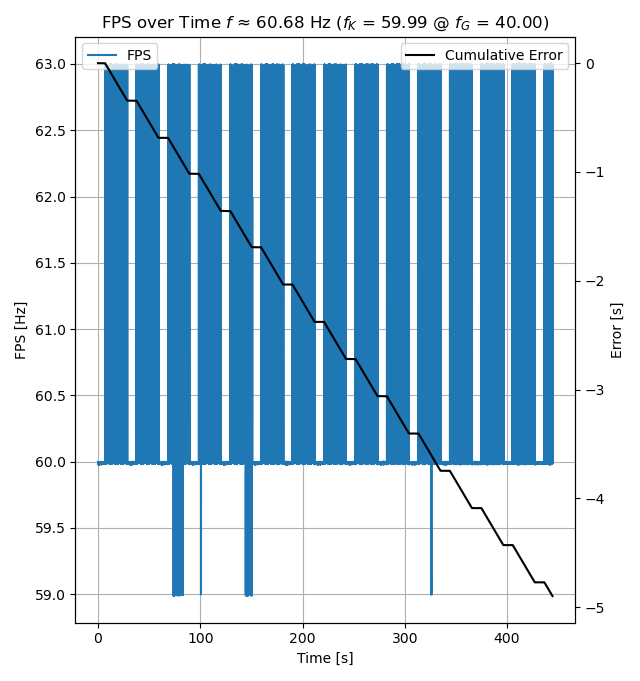 FPS over Time f ≈ 60.68 Hz (f_K = 59.99 @ f_G = 40.00)
FPS
Cumulative Error
63.0
62.5
62.0
61.5
61.0
60.5
60.0
59.5
59.0
FPS [Hz]
0
−1
−2
−3
−4
−5
Error [s]
0 100 200 300 400
Time [s]